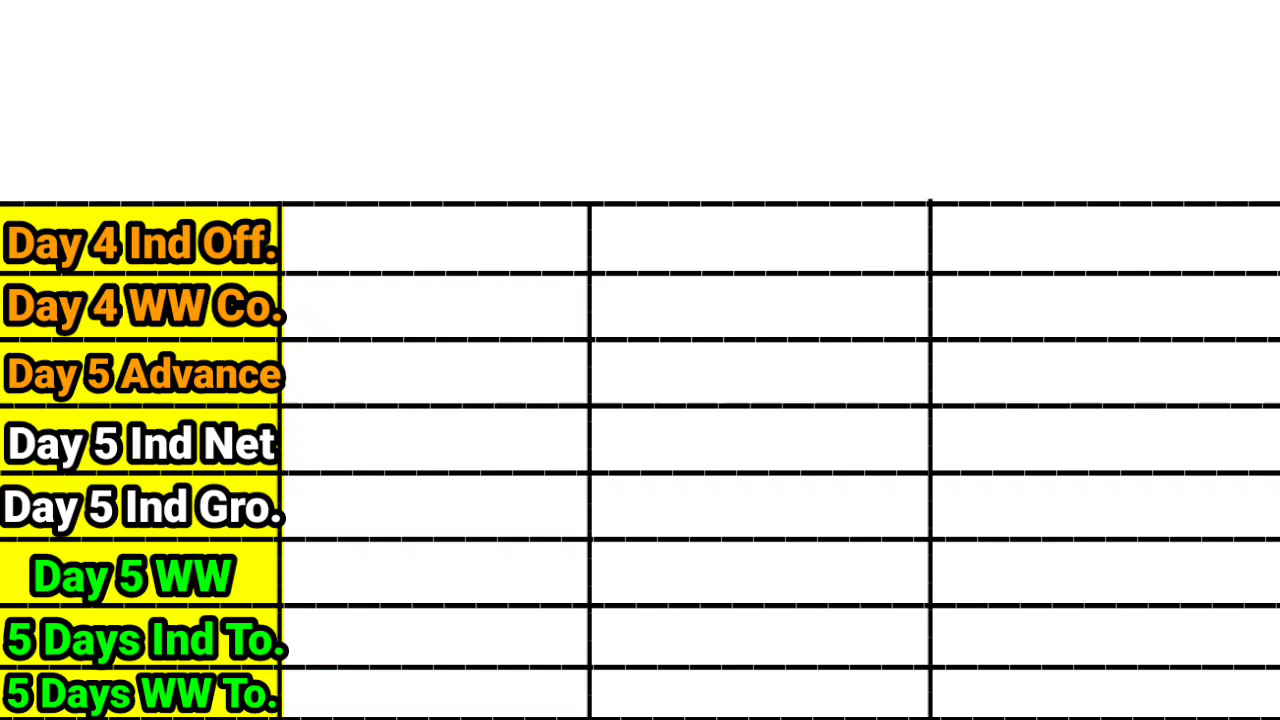 Day 4 Ind Off.
Day 4 WW Co.
Day 5 Advance
Day 5 Ind Net
Day 5 Ind Gro.
Day 5 WW
5 Days Ind To.
5 Days WW To.